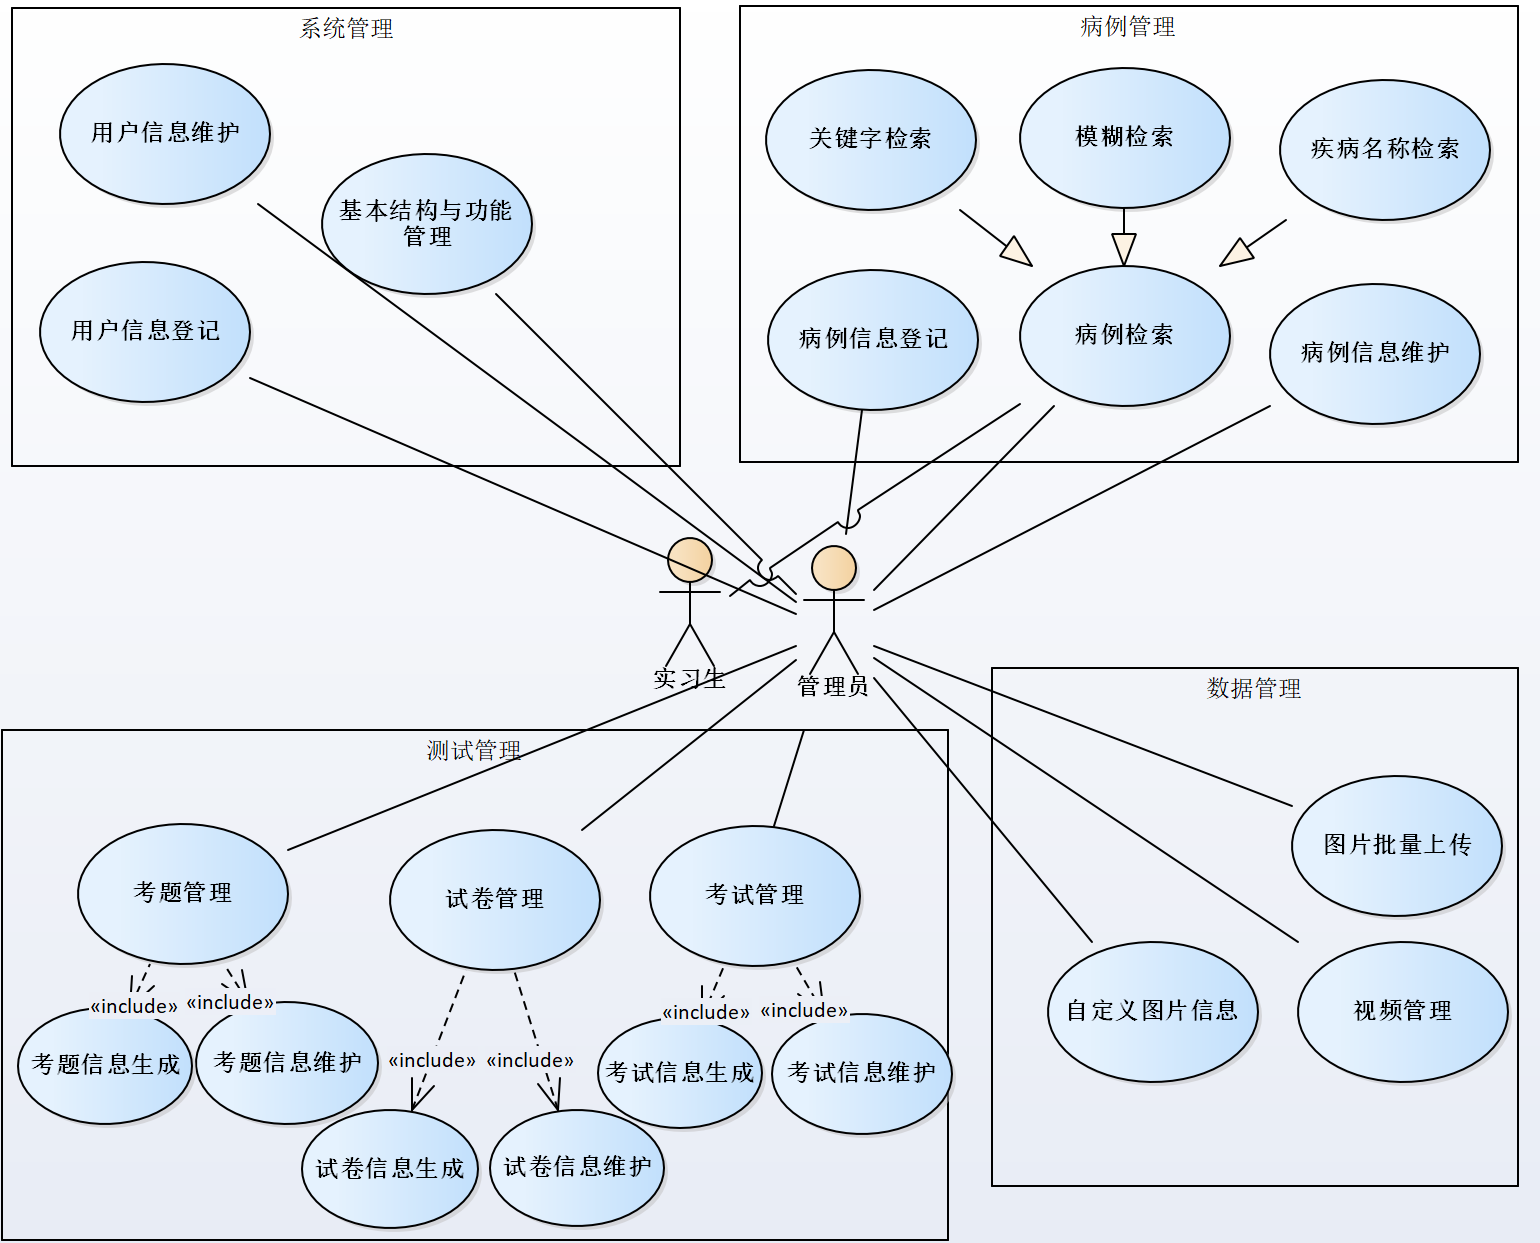 系统管理
用户信息维护
基本结构与功能
管理
用户信息登记
病例管理
关键字检索
模糊检索
疾病名称检索
病例信息登记
病例检索
病例信息维护
实习生
管理员
测试管理
考题管理
试卷管理
考试管理
«include»
«include»
«include»
«include»
«include»
«include»
考题信息生成
考题信息维护
试卷信息生成
试卷信息维护
考试信息生成
考试信息维护
数据管理
图片批量上传
自定义图片信息
视频管理